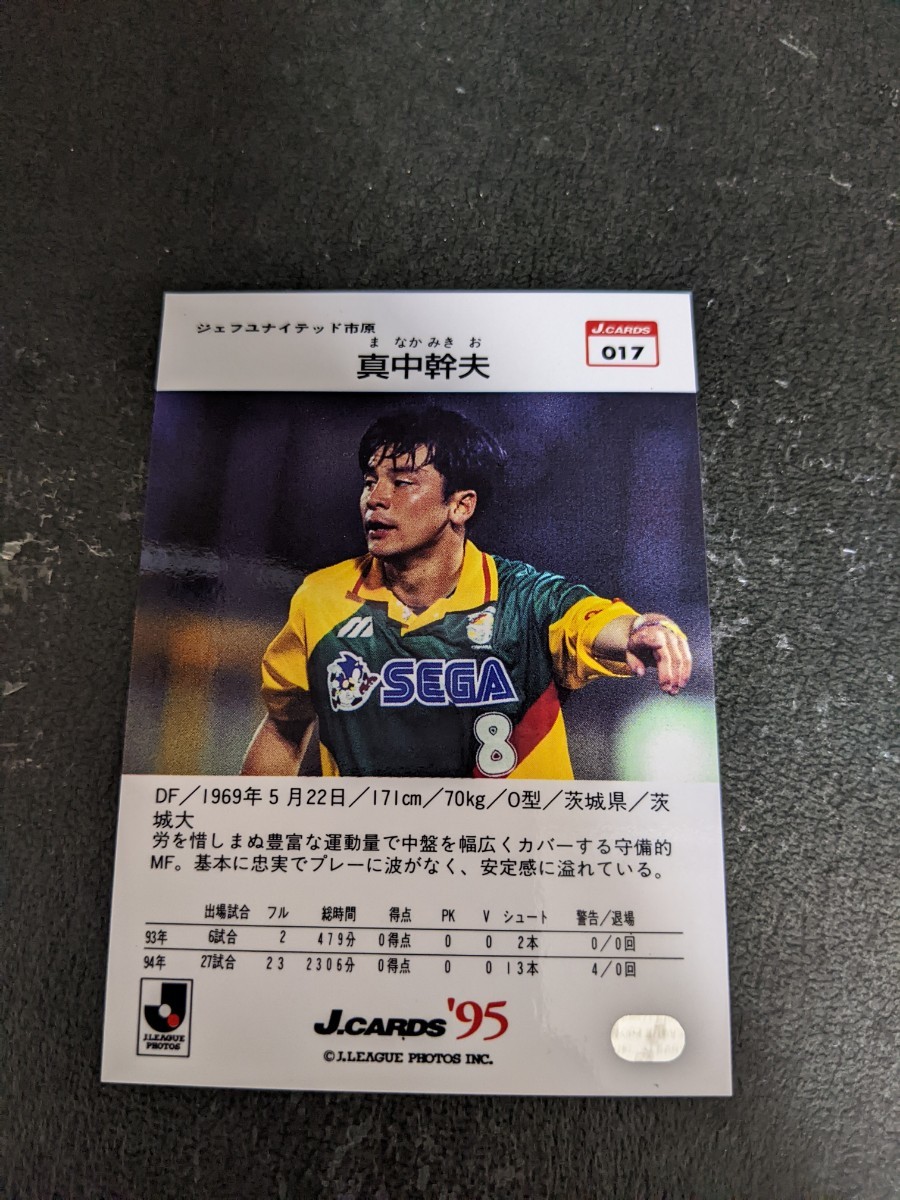 ジェフユナイテッド市原
ま なか みき お
真中幹夫
J.CARDS
017
SEGA
8
DF／1969年5月22日／171cm／70kg／O型／茨城県／茨
城大
労を惜しまぬ豊富な運動量で中盤を幅広くカバーする守備的
MF。基本に忠実でプレーに波がなく、安定感に溢れている。
出場試合 フル 総時間 得点 PK V シュート 警告／退場
93年 6試合 2 479分 0得点 0 0 2本 0／0回
94年 27試合 23 2306分 0得点 0 0 13本 4／0回
J.LEAGUE
PHOTOS
J.CARDS '95
© J.LEAGUE PHOTOS INC.